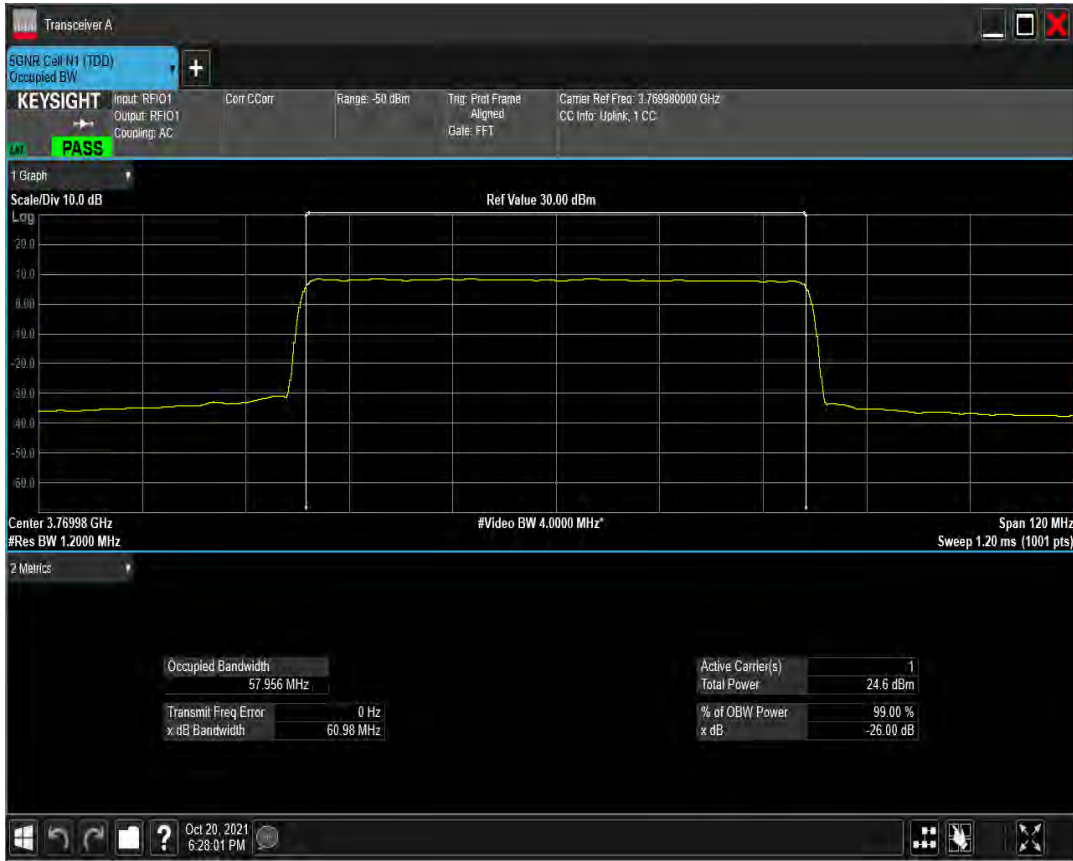 Transceiver A
5GNR Cell N1 (TDD)
Occupied BW
+
KEYSIGHT
Input: RFIO1
Output: RFIO1
Coupling: AC
Corr CCorr
Range: -50 dBm
Trig: Prot Frame
Aligned
Gate: FFT
Carrier Ref Freq: 3.769980000 GHz
CC Info: Uplink, 1 CC
PASS
1 Graph
Scale/Div 10.0 dB
Ref Value 30.00 dBm
Log
20.0
10.0
0.00
-10.0
-20.0
-30.0
-40.0
-50.0
-60.0
Center 3.76998 GHz
#Video BW 4.0000 MHz*
Span 120 MHz
#Res BW 1.2000 MHz
Sweep 1.20 ms (1001 pts)
2 Metrics
Occupied Bandwidth
57.956 MHz
Transmit Freq Error 0 Hz
x dB Bandwidth 60.98 MHz
Active Carrier(s) 1
Total Power 24.6 dBm
% of OBW Power 99.00 %
x dB -26.00 dB
?
Oct 20, 2021
6:28:01 PM